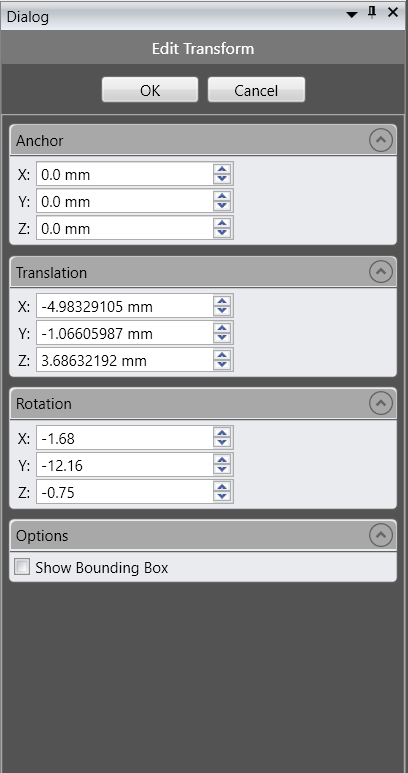 Dialog
Edit Transform
OK Cancel
Anchor
X: 0.0 mm
Y: 0.0 mm
Z: 0.0 mm
Translation
X: -4.98329105 mm
Y: -1.06605987 mm
Z: 3.68632192 mm
Rotation
X: -1.68
Y: -12.16
Z: -0.75
Options
Show Bounding Box